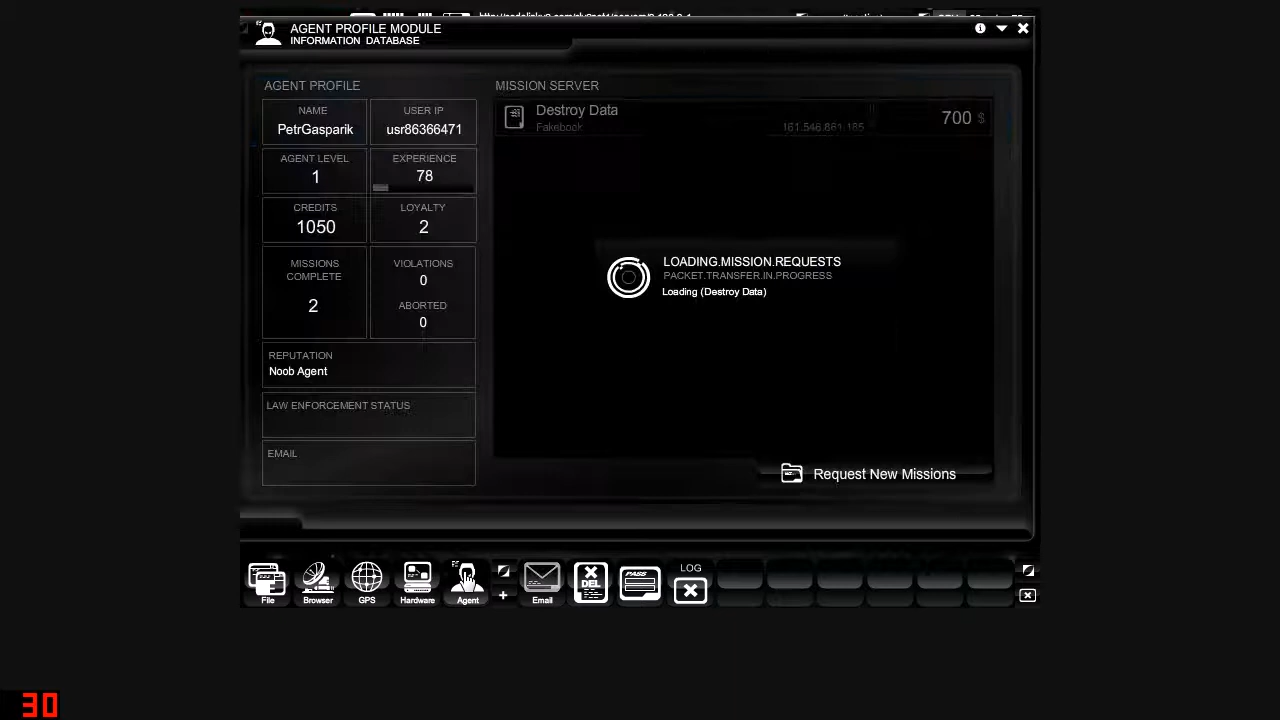 AGENT PROFILE MODULE
INFORMATION DATABASE
AGENT PROFILE
NAME
PetrGasparik
USER IP
usr86366471
AGENT LEVEL
1
EXPERIENCE
78
CREDITS
1050
LOYALTY
2
MISSIONS
COMPLETE
2
VIOLATIONS
0
ABORTED
0
REPUTATION
Noob Agent
LAW ENFORCEMENT STATUS
EMAIL
MISSION SERVER
Destroy Data
Fakebook
161.546.861.185
700 $
LOADING.MISSION.REQUESTS
PACKET.TRANSFER.IN.PROGRESS
Loading (Destroy Data)
Request New Missions
File
Browser
GPS
Hardware
Agent
Email
DEL
PASS
LOG
30